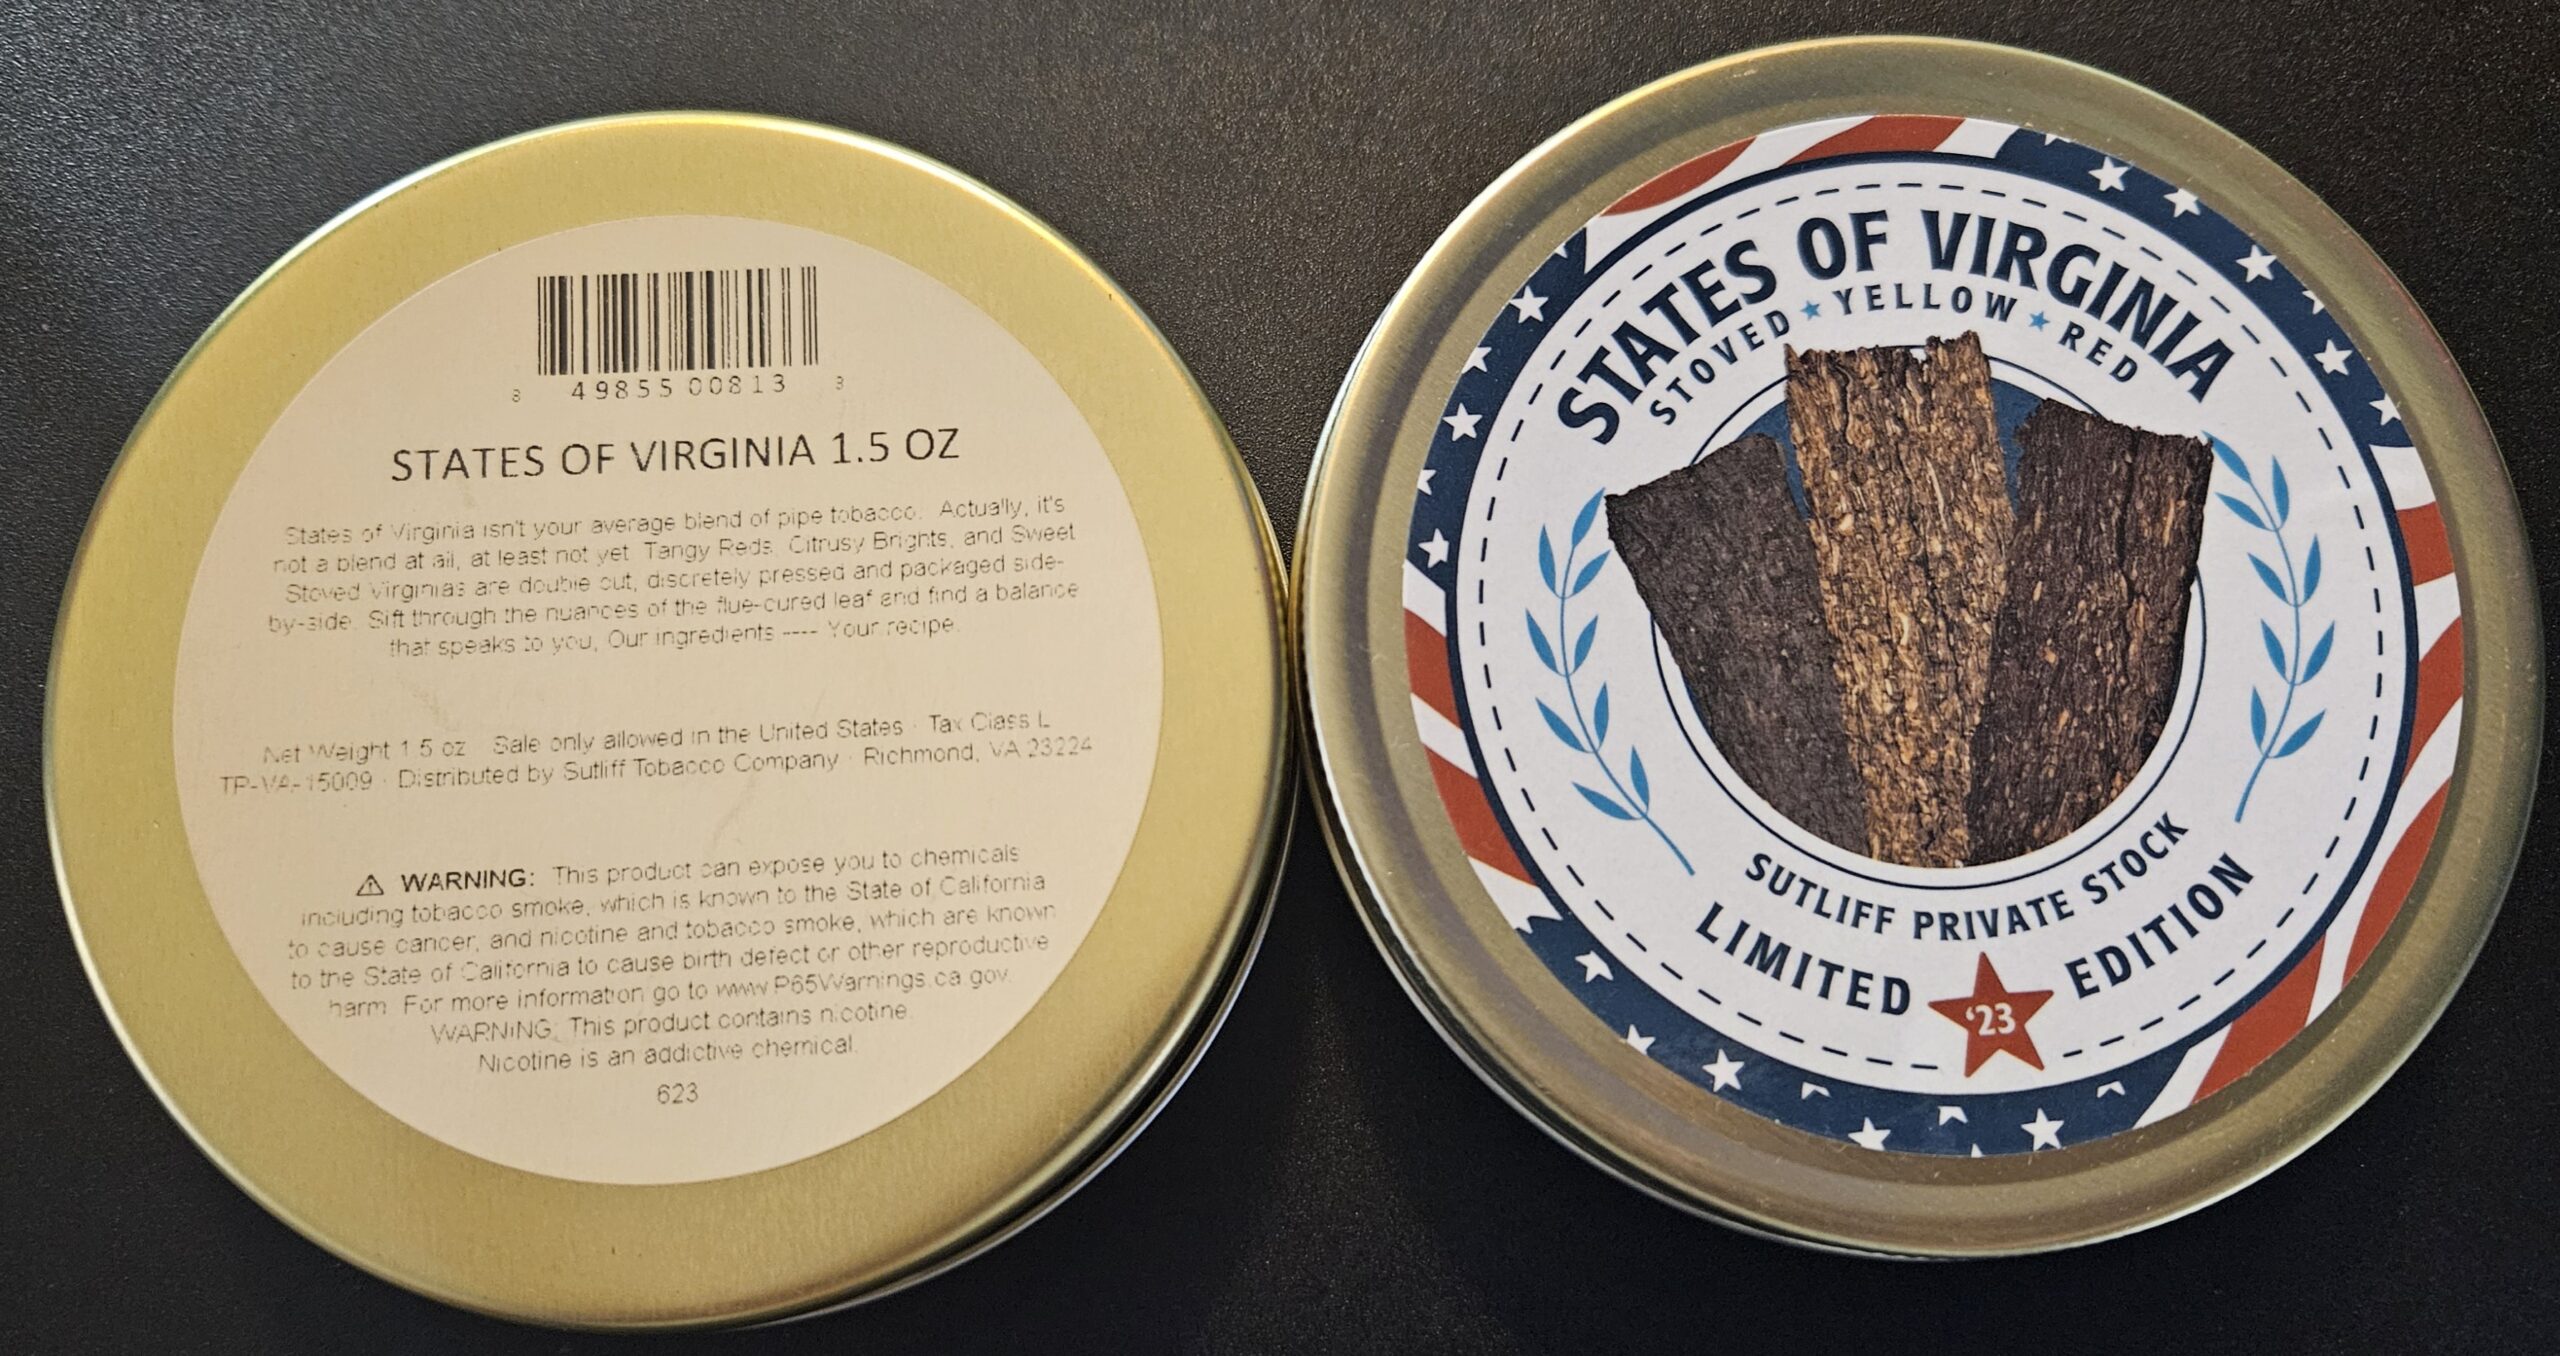 8 49855 00813 3
STATES OF VIRGINIA 1.5 OZ
States of Virginia isn't your average blend of pipe tobacco. Actually, it's
not a blend at all, at least not yet. Tangy Reds, Citrusy Brights, and Sweet
Stoved Virginias are double cut, discretely pressed and packaged side-
by-side. Sift through the nuances of the flue-cured leaf and find a balance
that speaks to you, Our ingredients ---- Your recipe.
Net Weight 1.5 oz · Sale only allowed in the United States · Tax Class L
TP-VA-15009 · Distributed by Sutliff Tobacco Company · Richmond, VA 23224
⚠ WARNING: This product can expose you to chemicals
including tobacco smoke, which is known to the State of California
to cause cancer, and nicotine and tobacco smoke, which are known
to the State of California to cause birth defect or other reproductive
harm. For more information go to www.P65Warnings.ca.gov.
WARNING: This product contains nicotine.
Nicotine is an addictive chemical.
623
STATES OF VIRGINIA
STOVED ★ YELLOW ★ RED
SUTLIFF PRIVATE STOCK
LIMITED EDITION
'23